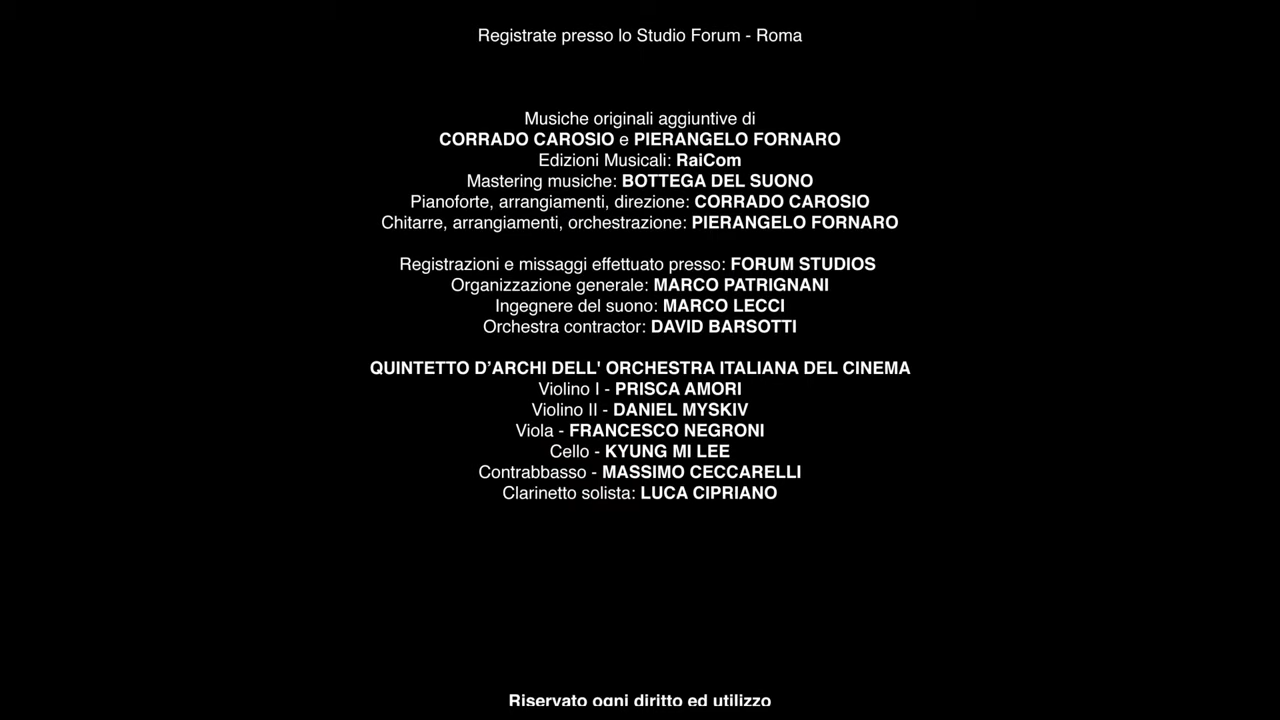 Registrate presso lo Studio Forum - Roma
Musiche originali aggiuntive di
CORRADO CAROSIO e PIERANGELO FORNARO
Edizioni Musicali: RaiCom
Mastering musiche: BOTTEGA DEL SUONO
Pianoforte, arrangiamenti, direzione: CORRADO CAROSIO
Chitarre, arrangiamenti, orchestrazione: PIERANGELO FORNARO
Registrazioni e missaggi effettuato presso: FORUM STUDIOS
Organizzazione generale: MARCO PATRIGNANI
Ingegnere del suono: MARCO LECCI
Orchestra contractor: DAVID BARSOTTI
QUINTETTO D’ARCHI DELL' ORCHESTRA ITALIANA DEL CINEMA
Violino I - PRISCA AMORI
Violino II - DANIEL MYSKIV
Viola - FRANCESCO NEGRONI
Cello - KYUNG MI LEE
Contrabbasso - MASSIMO CECCARELLI
Clarinetto solista: LUCA CIPRIANO
Riservato ogni diritto ed utilizzo